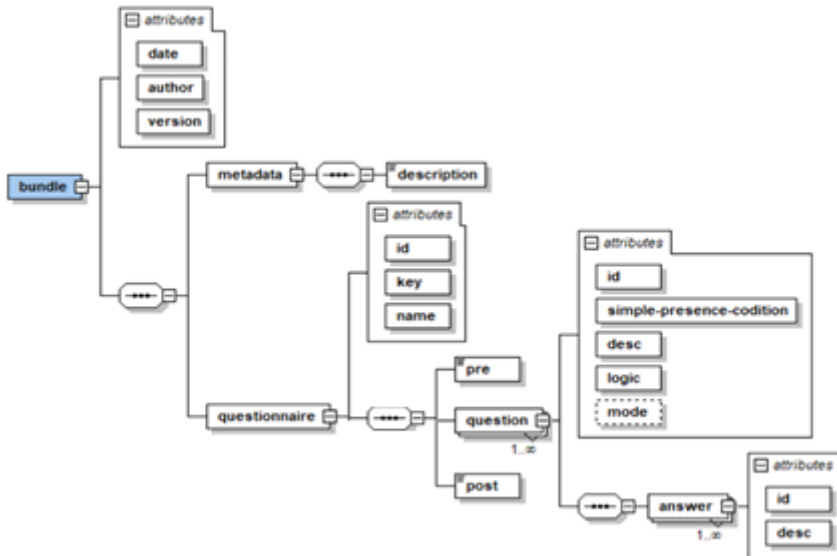 attributes
date
author
version
bundle
metadata
description
attributes
id
key
name
questionnaire
pre
question
1..∞
post
attributes
id
simple-presence-codition
desc
logic
mode
answer
1..∞
attributes
id
desc